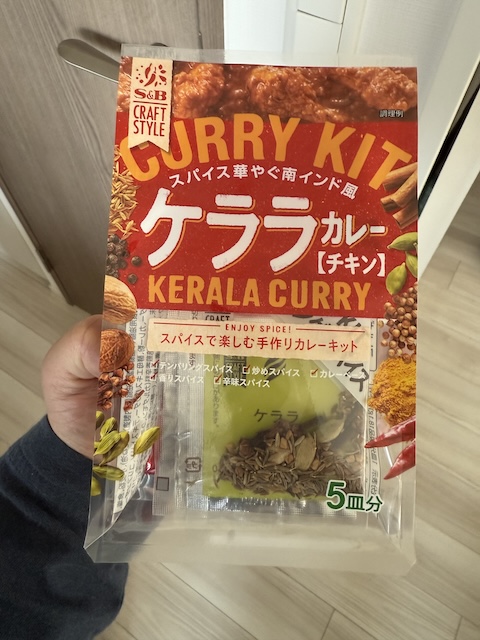 S&B
CRAFT
STYLE
調理例
CURRY KIT
スパイス華やぐ南インド風
ケララカレー
【チキン】
KERALA CURRY
ENJOY SPICE!
スパイスで楽しむ手作りカレーキット
テンパリングスパイス 炒めスパイス カレー
香りスパイス 辛味スパイス
CRAFT
ケララ
5皿分